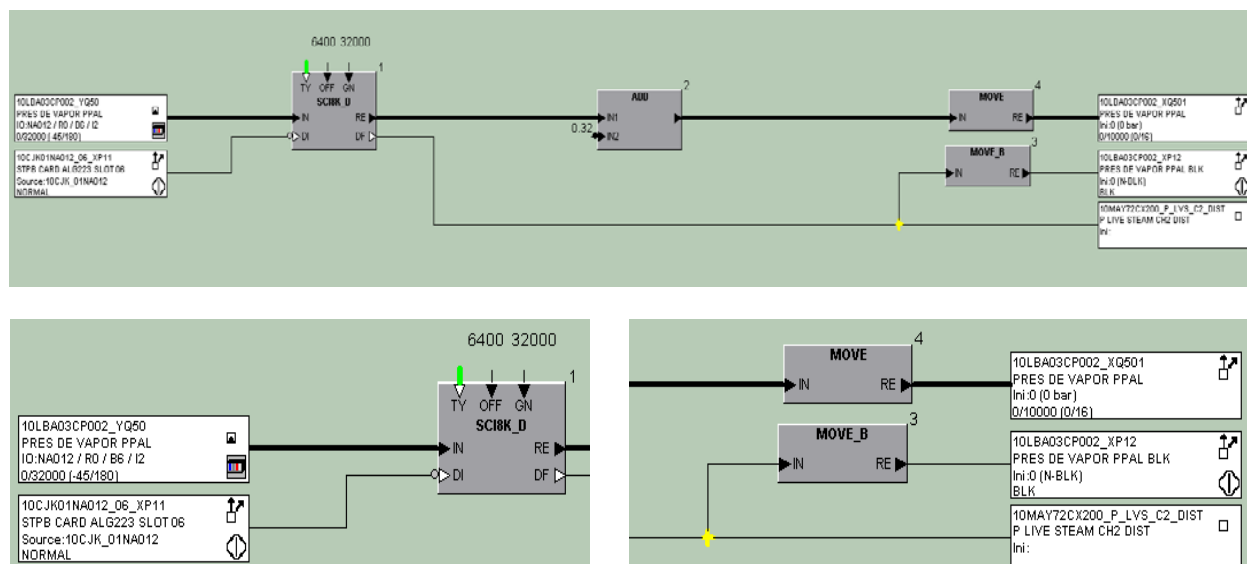 6400 32000
1
TY OFF GN
SCI8K_D
IN RE
DI DF
10LBA03CP002_YQ50
PRES DE VAPOR PPAL
IO:NA012 / R0 / B6 / I2
0/32000 (-45/180)
10CJK01NA012_06_XP11
STPB CARD ALG223 SLOT 06
Source:10CJK_01NA012
NORMAL
2
ADD
IN1
0.32
IN2
4
MOVE
IN RE
3
MOVE_B
IN RE
10LBA03CP002_XQ501
PRES DE VAPOR PPAL
Ini:0 (0 bar)
0/10000 (0/16)
10LBA03CP002_XP12
PRES DE VAPOR PPAL BLK
Ini:0 (N-BLK)
BLK
10MAY72CX200_P_LVS_C2_DIST
P LIVE STEAM CH2 DIST
Ini:
6400 32000
1
TY OFF GN
SCI8K_D
IN RE
DI DF
10LBA03CP002_YQ50
PRES DE VAPOR PPAL
IO:NA012 / R0 / B6 / I2
0/32000 (-45/180)
10CJK01NA012_06_XP11
STPB CARD ALG223 SLOT 06
Source:10CJK_01NA012
NORMAL
4
MOVE
IN RE
3
MOVE_B
IN RE
10LBA03CP002_XQ501
PRES DE VAPOR PPAL
Ini:0 (0 bar)
0/10000 (0/16)
10LBA03CP002_XP12
PRES DE VAPOR PPAL BLK
Ini:0 (N-BLK)
BLK
10MAY72CX200_P_LVS_C2_DIST
P LIVE STEAM CH2 DIST
Ini: